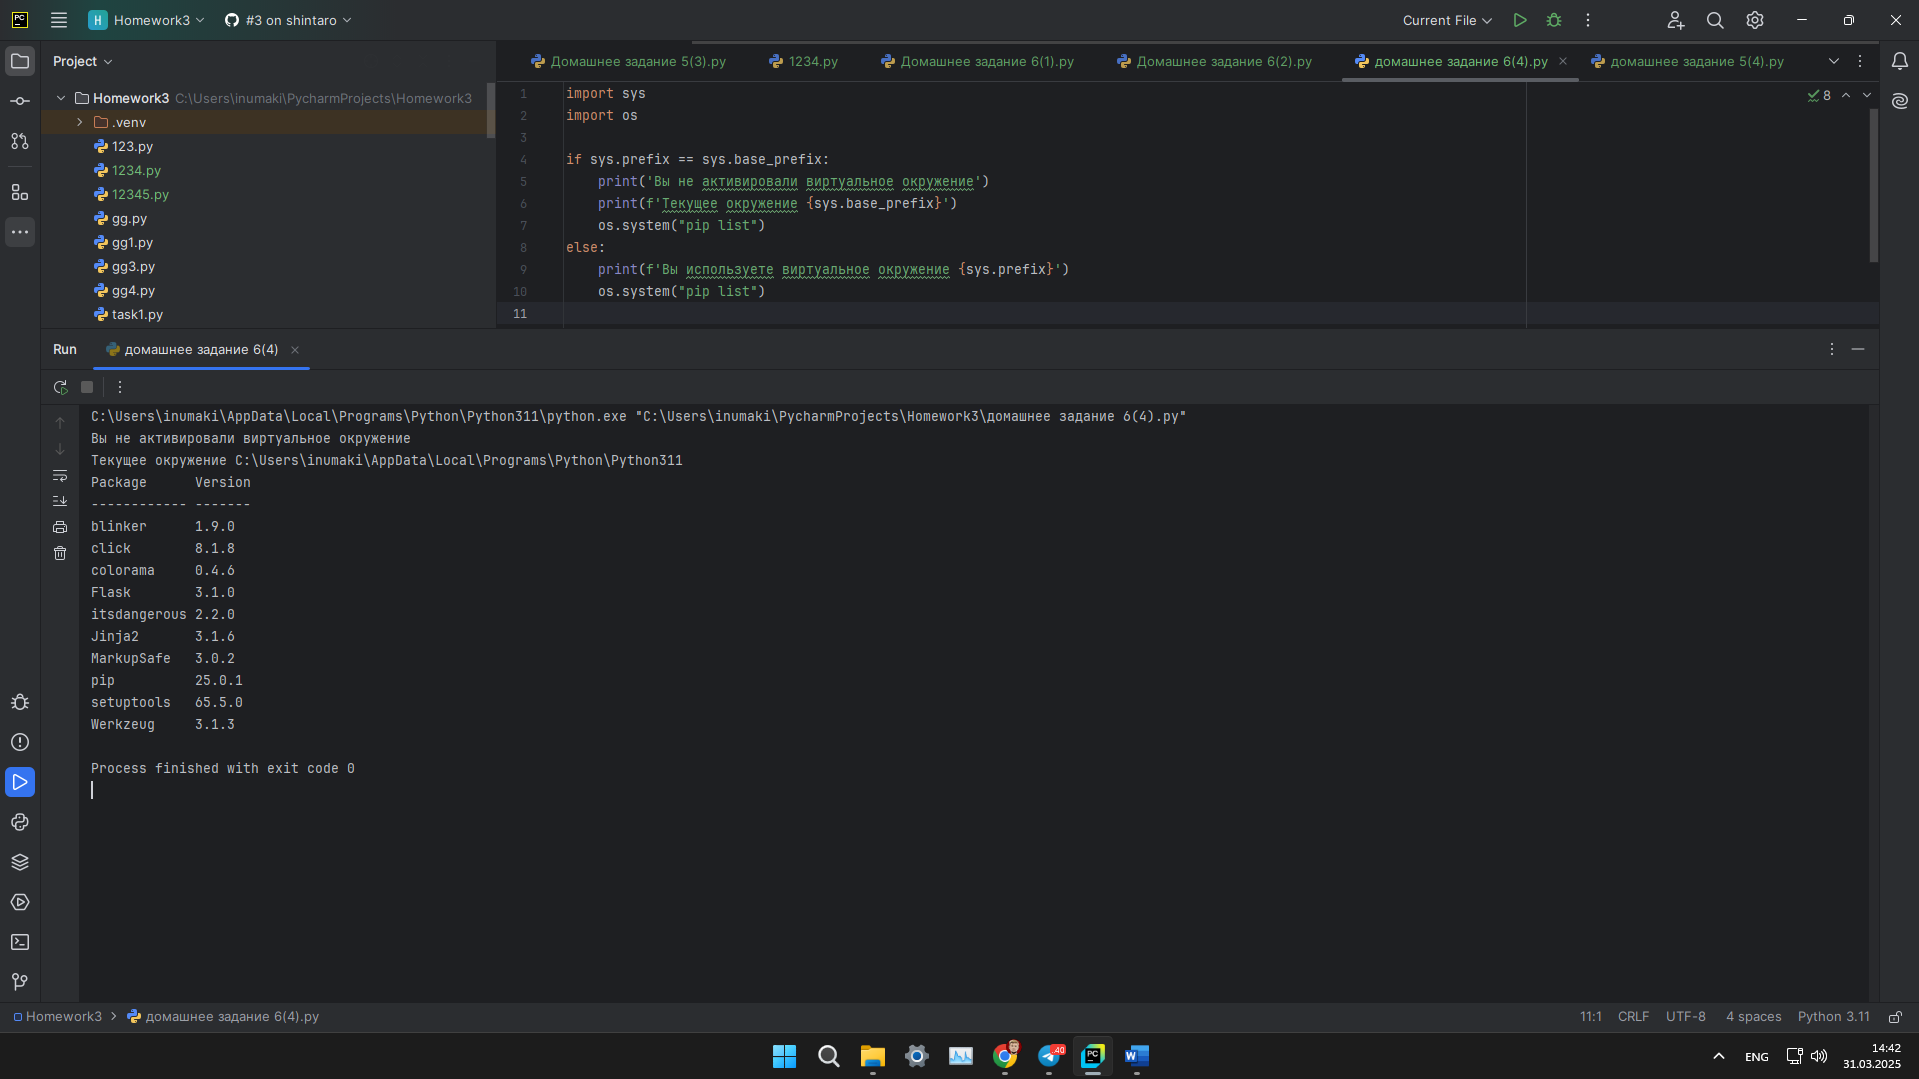 PC
H Homework3
#3 on shintaro
Current File
Project
Домашнее задание 5(3).py
1234.py
Домашнее задание 6(1).py
Домашнее задание 6(2).py
домашнее задание 6(4).py
домашнее задание 5(4).py
Homework3 C:\Users\inumaki\PycharmProjects\Homework3
.venv
123.py
1234.py
12345.py
gg.py
gg1.py
gg3.py
gg4.py
task1.py
8
1 import sys
2 import os
3
4 if sys.prefix == sys.base_prefix:
5 print('Вы не активировали виртуальное окружение')
6 print(f'Текущее окружение {sys.base_prefix}')
7 os.system("pip list")
8 else:
9 print(f'Вы используете виртуальное окружение {sys.prefix}')
10 os.system("pip list")
11
Run
домашнее задание 6(4)
C:\Users\inumaki\AppData\Local\Programs\Python\Python311\python.exe "C:\Users\inumaki\PycharmProjects\Homework3\домашнее задание 6(4).py"
Вы не активировали виртуальное окружение
Текущее окружение C:\Users\inumaki\AppData\Local\Programs\Python\Python311
Package Version
------------ -------
blinker 1.9.0
click 8.1.8
colorama 0.4.6
Flask 3.1.0
itsdangerous 2.2.0
Jinja2 3.1.6
MarkupSafe 3.0.2
pip 25.0.1
setuptools 65.5.0
Werkzeug 3.1.3
Process finished with exit code 0
Homework3 > домашнее задание 6(4).py
11:1 CRLF UTF-8 4 spaces Python 3.11
40
PC
W
ENG
14:42
31.03.2025